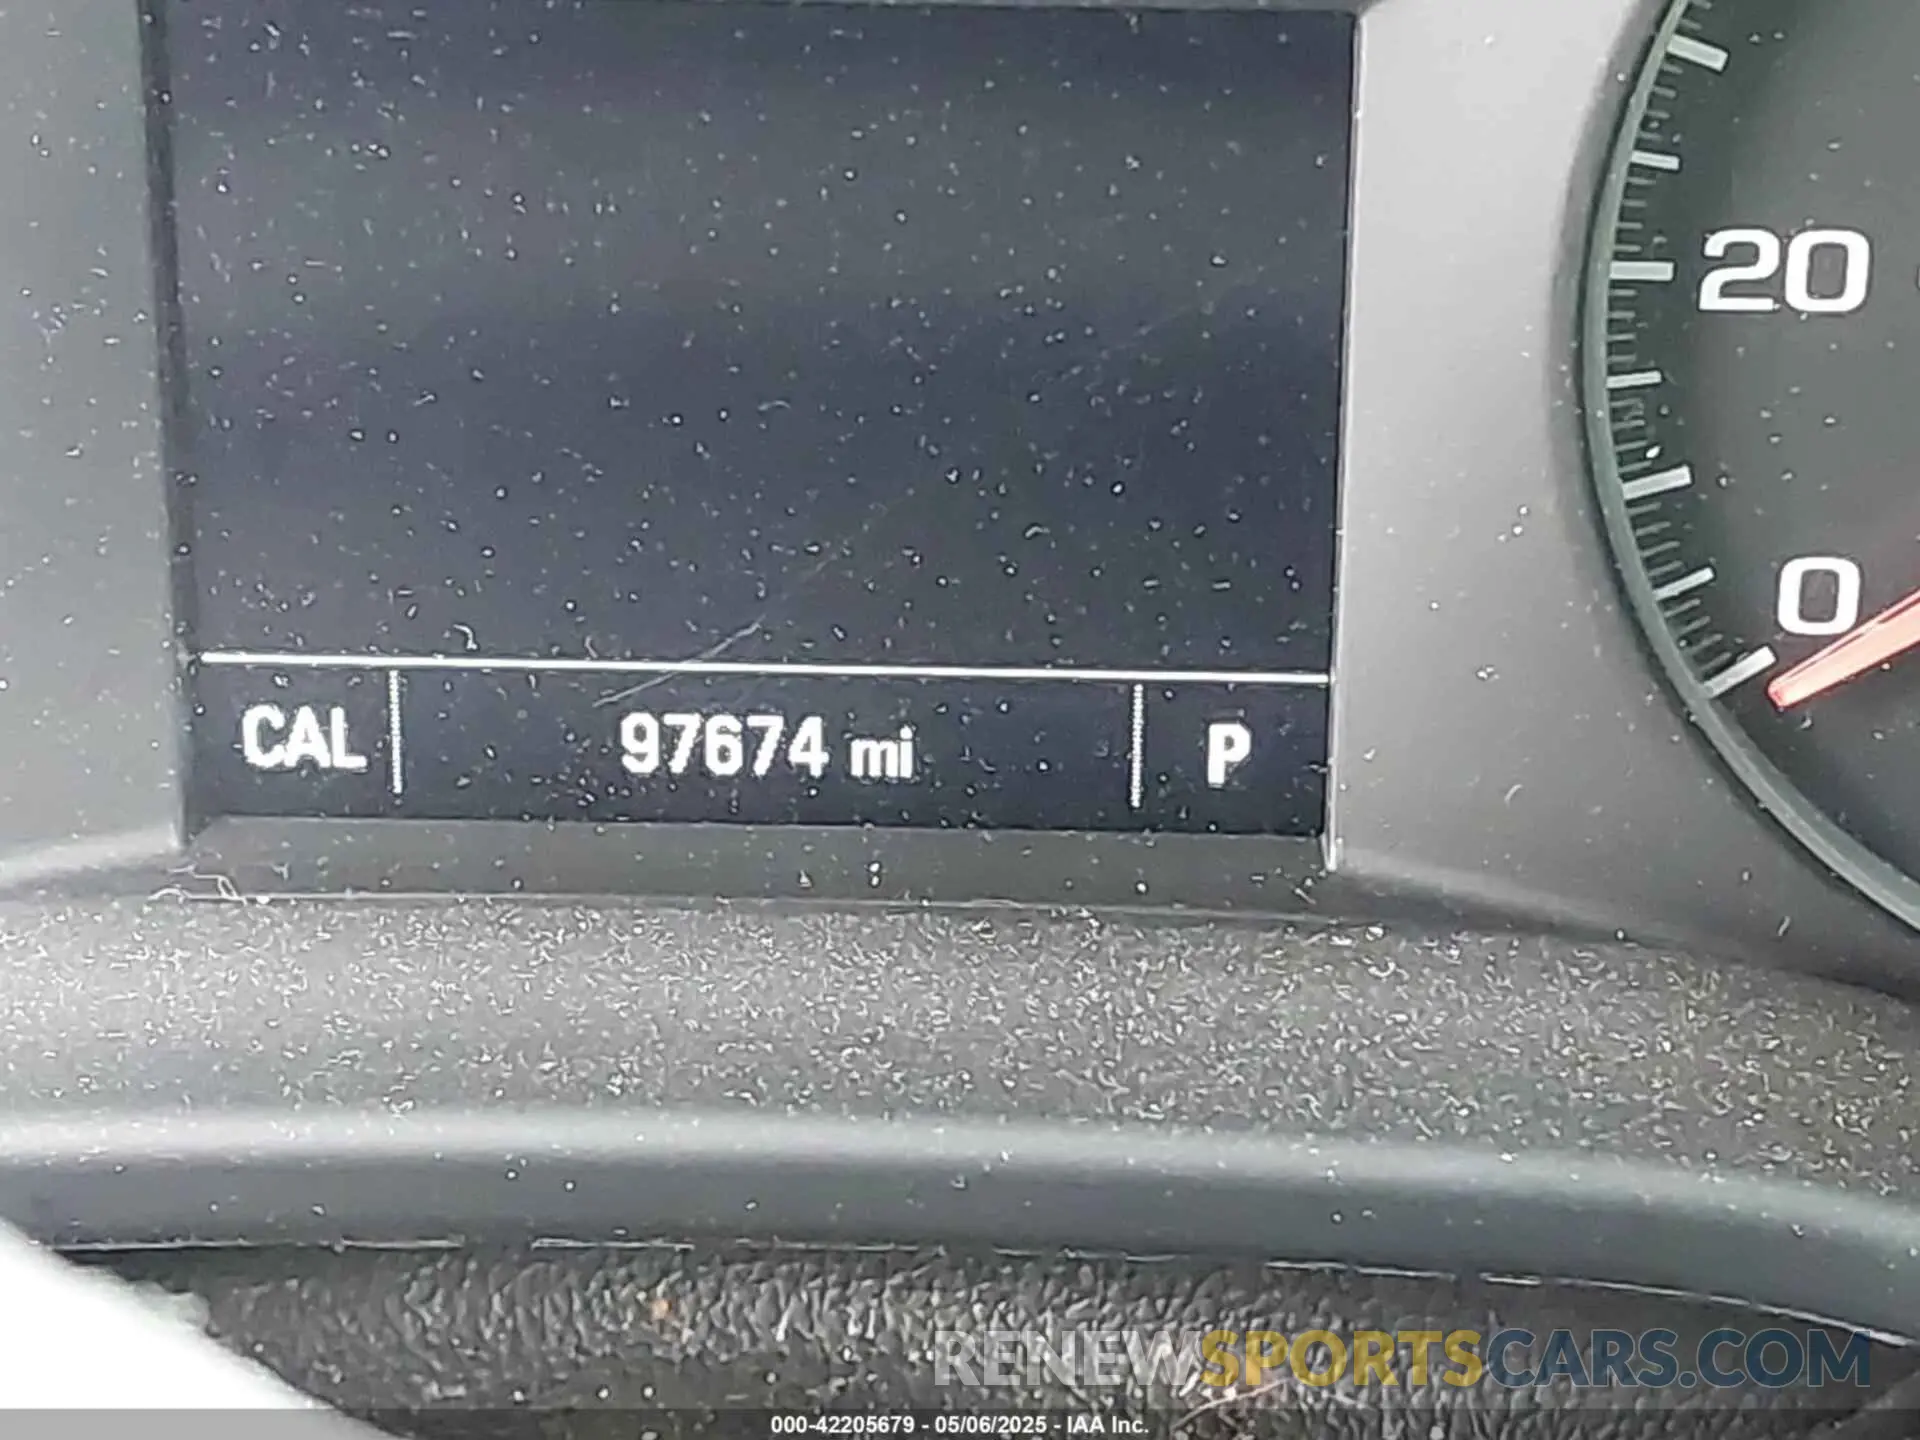 20
0
CAL 97674 mi P
RENEWSPORTSCARS.COM
000-42205679 - 05/06/2025 - IAA Inc.